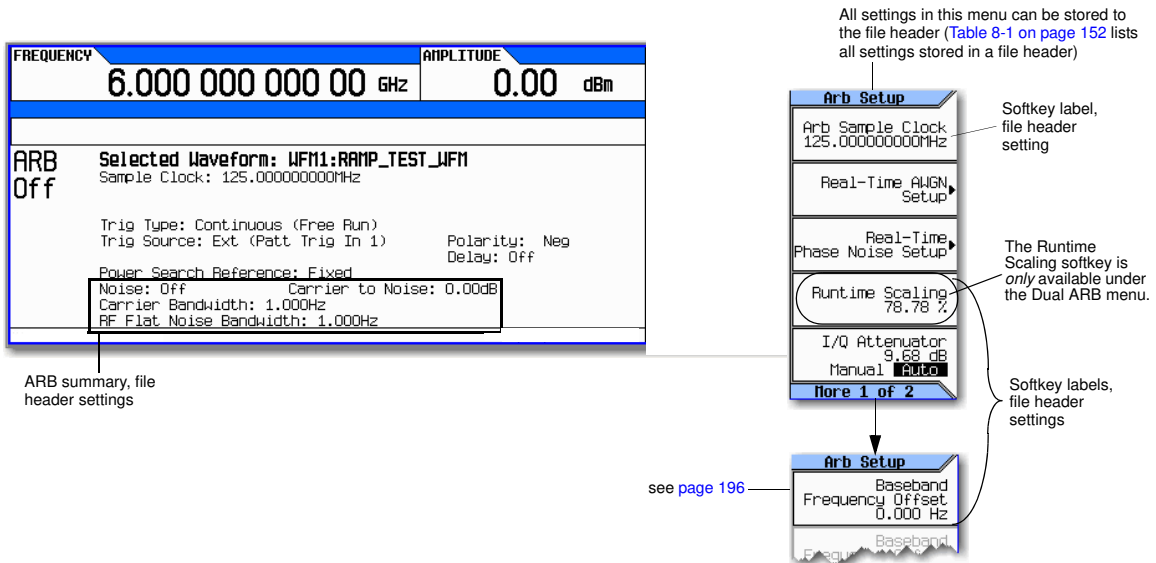 All settings in this menu can be stored to
the file header (Table 8-1 on page 152 lists
all settings stored in a file header)
FREQUENCY
6.000 000 000 00 GHz
AMPLITUDE
0.00 dBm
ARB
Off
Selected Waveform: WFM1:RAMP_TEST_WFM
Sample Clock: 125.000000000MHz
Trig Type: Continuous (Free Run)
Trig Source: Ext (Patt Trig In 1) Polarity: Neg
Delay: Off
Power Search Reference: Fixed
Noise: Off Carrier to Noise: 0.00dB
Carrier Bandwidth: 1.000Hz
RF Flat Noise Bandwidth: 1.000Hz
ARB summary, file
header settings
Arb Setup
Arb Sample Clock
125.000000000MHz
Real-Time AWGN
Setup
Real-Time
Phase Noise Setup
Runtime Scaling
78.78 %
I/Q Attenuator
9.68 dB
Manual Auto
More 1 of 2
Softkey label,
file header
setting
The Runtime
Scaling softkey is
only available under
the Dual ARB menu.
Softkey labels,
file header
settings
see page 196
Arb Setup
Baseband
Frequency Offset
0.000 Hz
Baseband